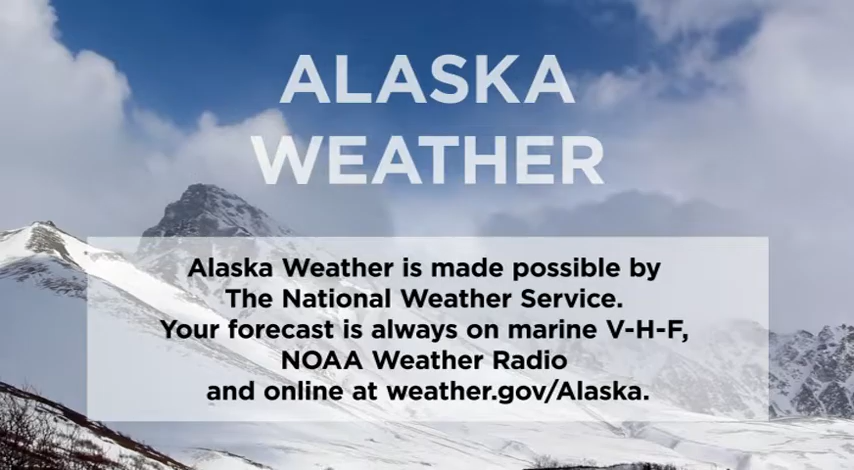 ALASKA
WEATHER
Alaska Weather is made possible by
The National Weather Service.
Your forecast is always on marine V-H-F,
NOAA Weather Radio
and online at weather.gov/Alaska.